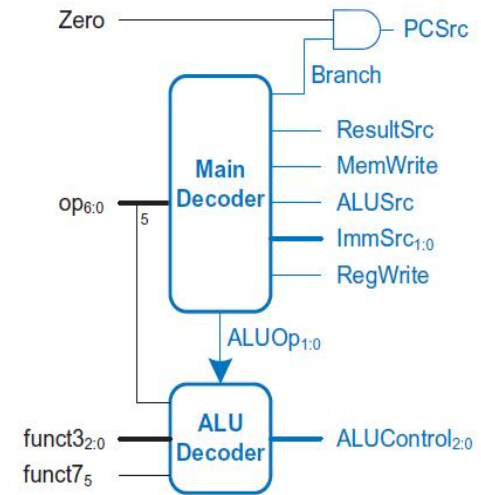 Zero
PCSrc
Branch
ResultSrc
Main
Decoder
MemWrite
op6:0
5
ALUSrc
ImmSrc1:0
RegWrite
ALUOp1:0
ALU
Decoder
funct32:0
ALUControl2:0
funct75